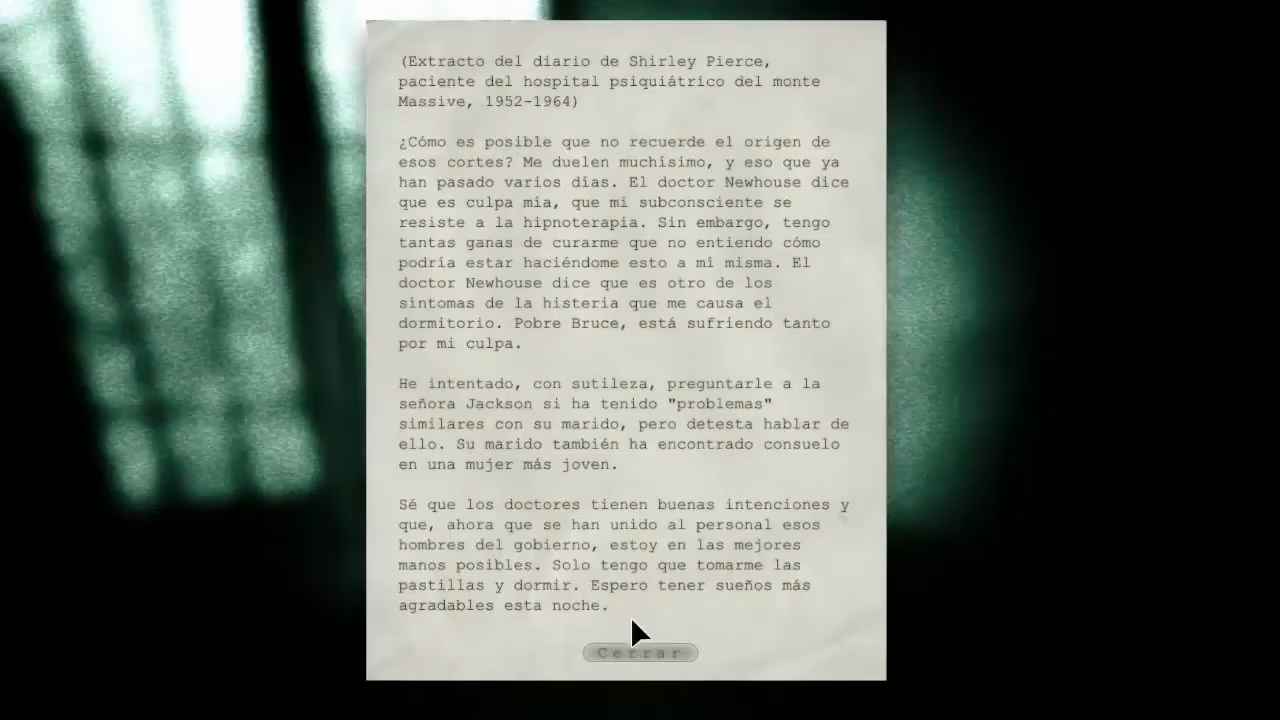 (Extracto del diario de Shirley Pierce,
paciente del hospital psiquiátrico del monte
Massive, 1952-1964)
¿Cómo es posible que no recuerde el origen de
esos cortes? Me duelen muchísimo, y eso que ya
han pasado varios días. El doctor Newhouse dice
que es culpa mía, que mi subconsciente se
resiste a la hipnoterapia. Sin embargo, tengo
tantas ganas de curarme que no entiendo cómo
podría estar haciéndome esto a mí misma. El
doctor Newhouse dice que es otro de los
síntomas de la histeria que me causa el
dormitorio. Pobre Bruce, está sufriendo tanto
por mi culpa.
He intentado, con sutileza, preguntarle a la
señora Jackson si ha tenido "problemas"
similares con su marido, pero detesta hablar de
ello. Su marido también ha encontrado consuelo
en una mujer más joven.
Sé que los doctores tienen buenas intenciones y
que, ahora que se han unido al personal esos
hombres del gobierno, estoy en las mejores
manos posibles. Solo tengo que tomarme las
pastillas y dormir. Espero tener sueños más
agradables esta noche.
Cerrar